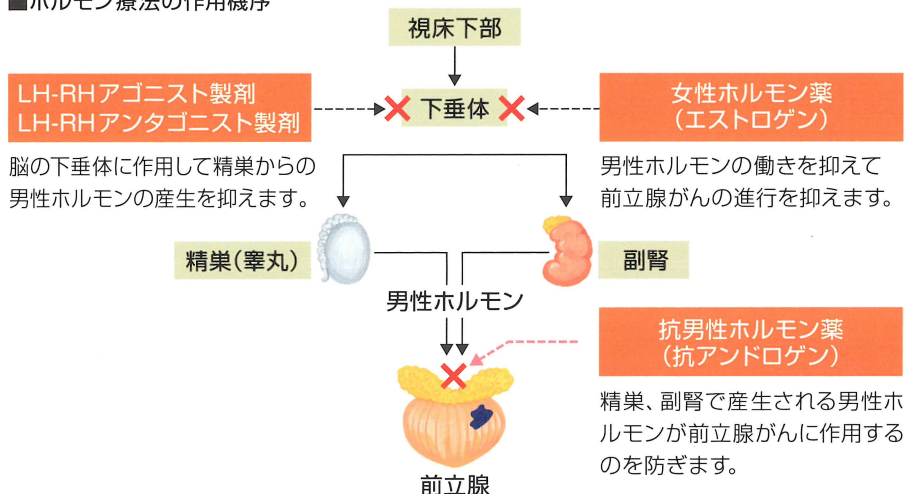 ■ホルモン療法の作用機序
視床下部
LH-RHアゴニスト製剤
LH-RHアンタゴニスト製剤
下垂体
女性ホルモン薬
(エストロゲン)
脳の下垂体に作用して精巣からの
男性ホルモンの産生を抑えます。
男性ホルモンの働きを抑えて
前立腺がんの進行を抑えます。
精巣(睾丸)
副腎
男性ホルモン
抗男性ホルモン薬
(抗アンドロゲン)
精巣、副腎で産生される男性ホ
ルモンが前立腺がんに作用する
のを防ぎます。
前立腺